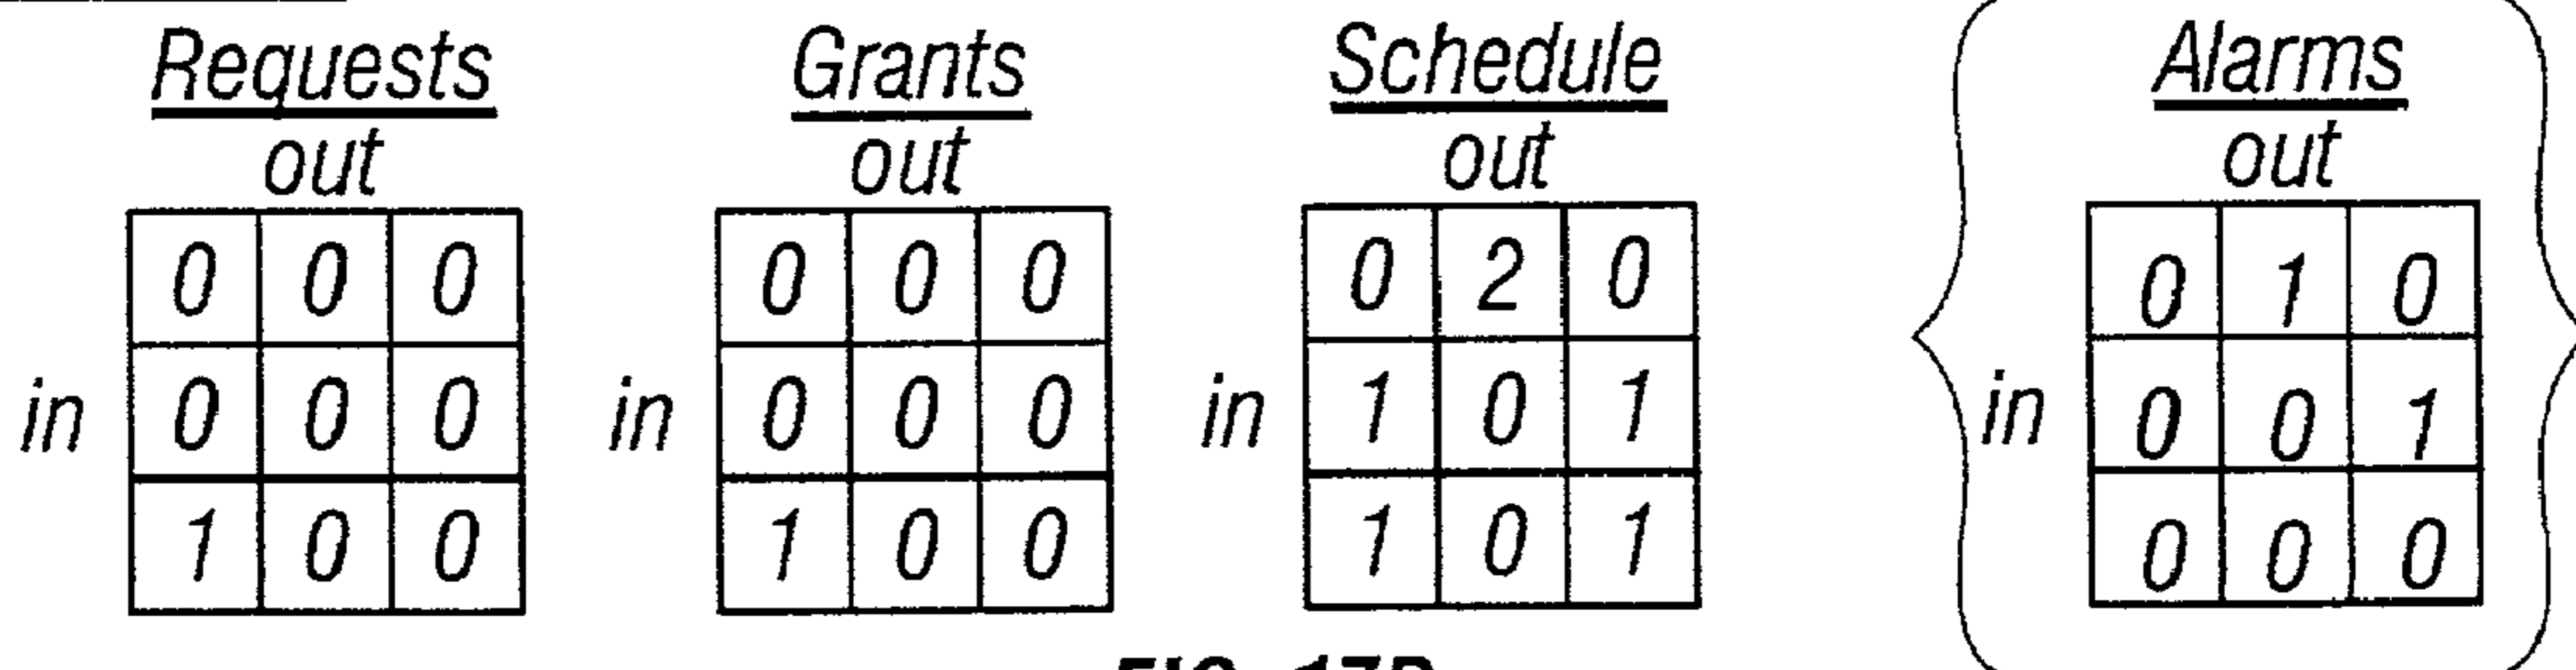 Requests Grants Schedule Alarms
out out out out
0 0 0 0 0 0 0 2 0 0 1 0
in 0 0 0 in 0 0 0 in 1 0 1 in 0 0 1
1 0 0 1 0 0 1 0 1 0 0 0